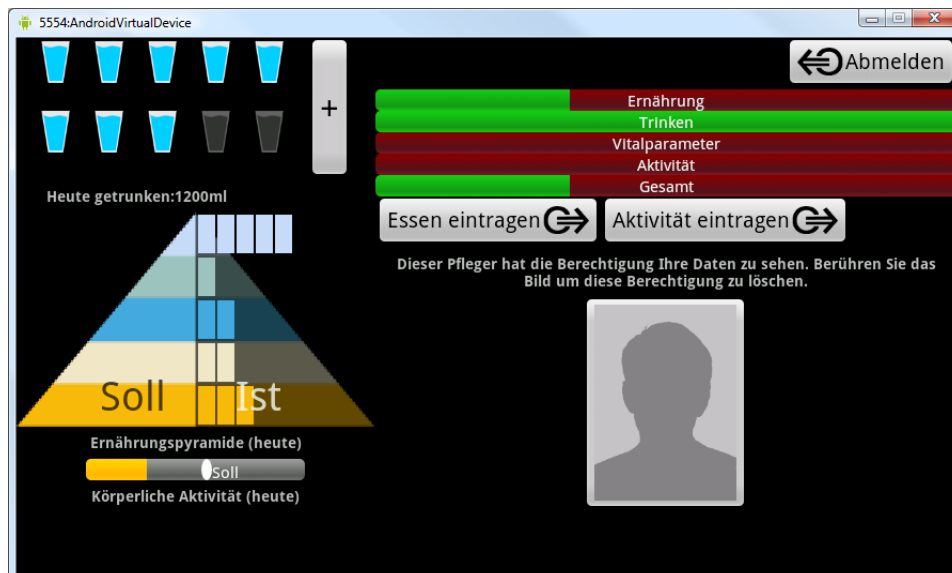 5554:AndroidVirtualDevice
+
Abmelden
Ernährung
Trinken
Vitalparameter
Aktivität
Gesamt
Heute getrunken:1200ml
Essen eintragen
Aktivität eintragen
Dieser Pfleger hat die Berechtigung Ihre Daten zu sehen. Berühren Sie das
Bild um diese Berechtigung zu löschen.
Soll
Ist
Ernährungspyramide (heute)
Soll
Körperliche Aktivität (heute)